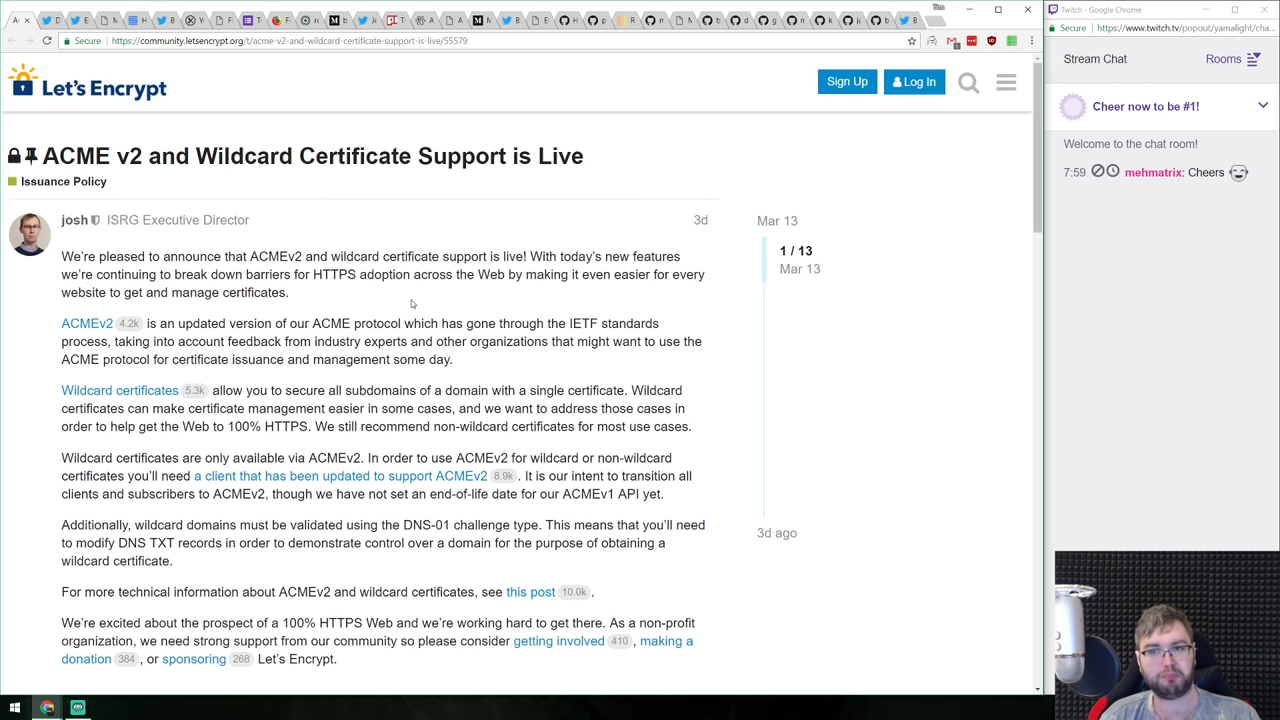 Twitch - Google Chrome
Secure
https://community.letsencrypt.org/t/acme-v2-and-wildcard-certificate-support-is-live/55579
Secure
https://www.twitch.tv/popout/yamalight/cha...
Let's Encrypt
Sign Up
Log In
Stream Chat
Rooms
Cheer now to be #1!
Welcome to the chat room!
7:59 mehmatrix: Cheers
ACME v2 and Wildcard Certificate Support is Live
Issuance Policy
josh ISRG Executive Director
3d
We're pleased to announce that ACMEv2 and wildcard certificate support is live! With today's new features
we're continuing to break down barriers for HTTPS adoption across the Web by making it even easier for every
website to get and manage certificates.
ACMEv2 4.2k is an updated version of our ACME protocol which has gone through the IETF standards
process, taking into account feedback from industry experts and other organizations that might want to use the
ACME protocol for certificate issuance and management some day.
Wildcard certificates 5.3k allow you to secure all subdomains of a domain with a single certificate. Wildcard
certificates can make certificate management easier in some cases, and we want to address those cases in
order to help get the Web to 100% HTTPS. We still recommend non-wildcard certificates for most use cases.
Wildcard certificates are only available via ACMEv2. In order to use ACMEv2 for wildcard or non-wildcard
certificates you'll need a client that has been updated to support ACMEv2 8.9k . It is our intent to transition all
clients and subscribers to ACMEv2, though we have not set an end-of-life date for our ACMEv1 API yet.
Additionally, wildcard domains must be validated using the DNS-01 challenge type. This means that you'll need
to modify DNS TXT records in order to demonstrate control over a domain for the purpose of obtaining a
wildcard certificate.
For more technical information about ACMEv2 and wildcard certificates, see this post 10.0k .
We're excited about the prospect of a 100% HTTPS Web and we're working hard to get there. As a non-profit
organization, we need strong support from our community so please consider getting involved 410 , making a
donation 384 , or sponsoring 268 Let's Encrypt.
Mar 13
1 / 13
Mar 13
3d ago